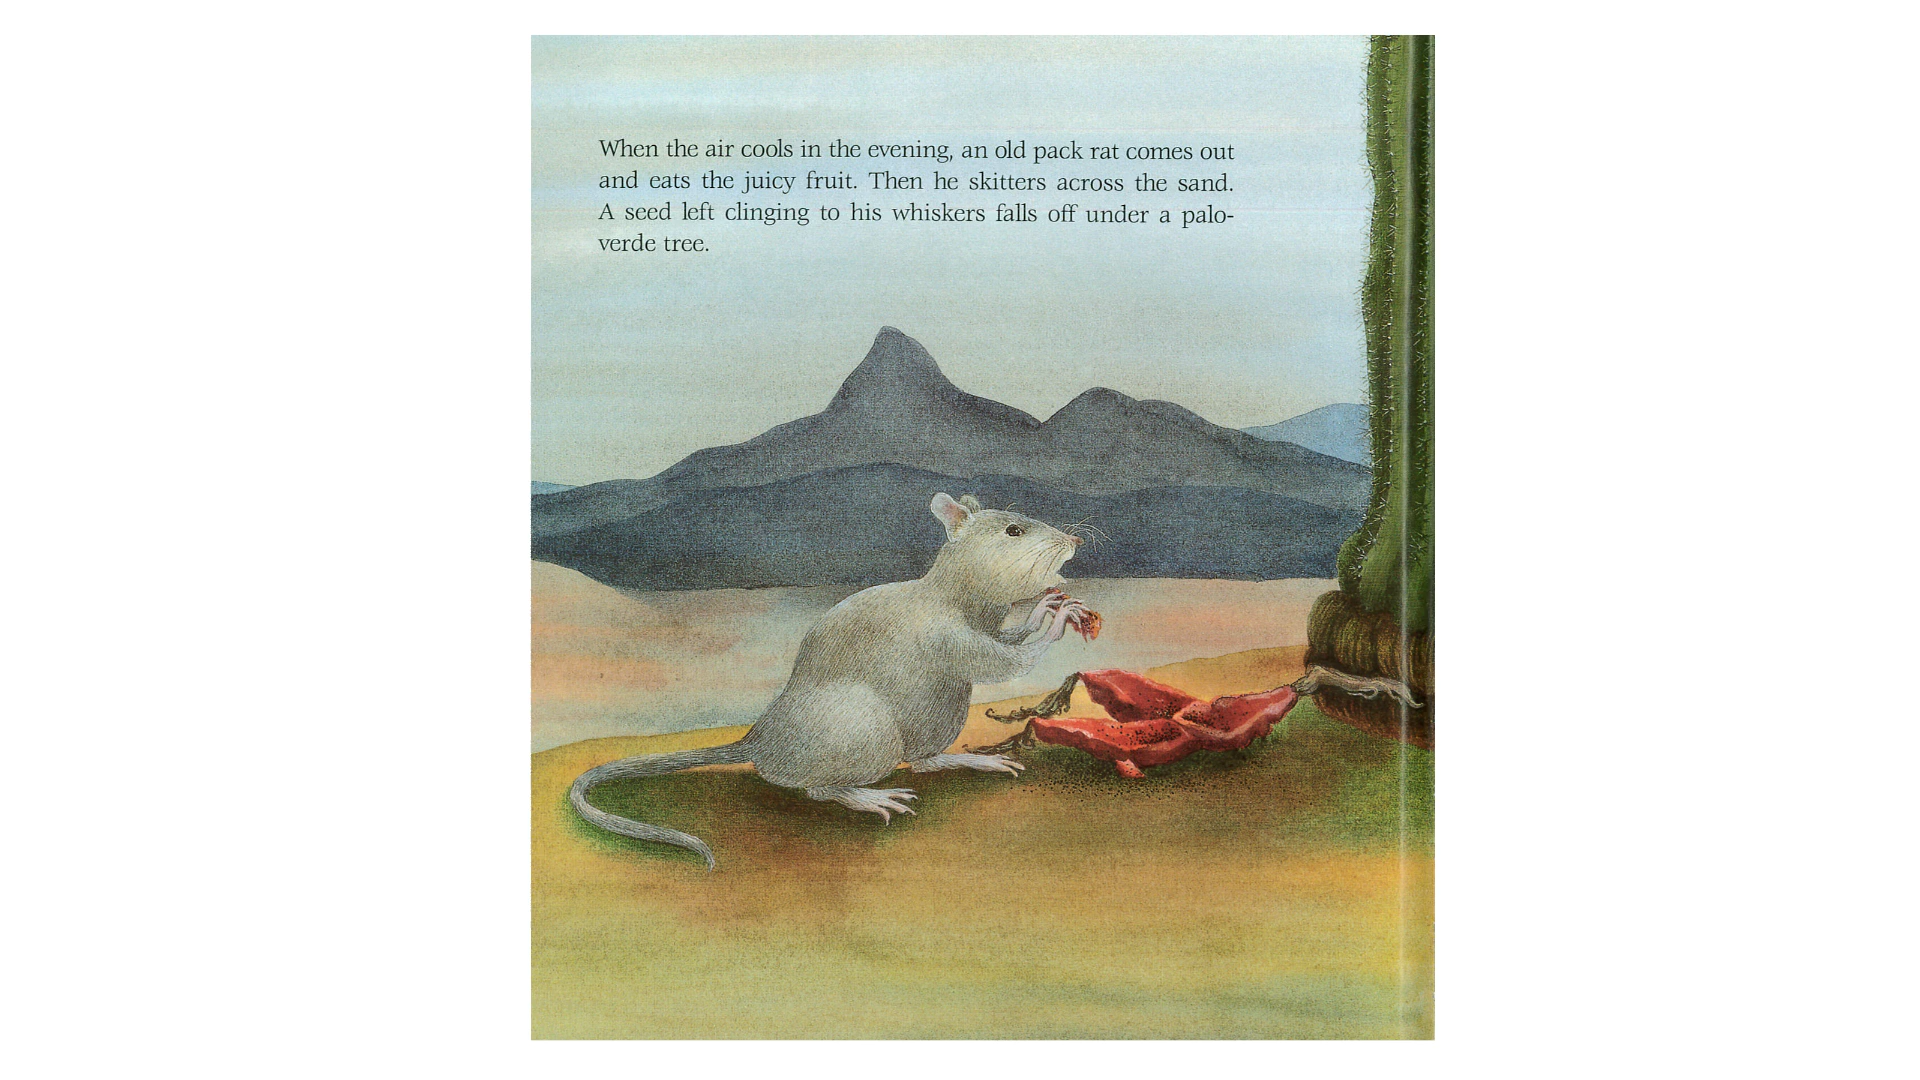 When the air cools in the evening, an old pack rat comes out
and eats the juicy fruit. Then he skitters across the sand.
A seed left clinging to his whiskers falls off under a palo-
verde tree.